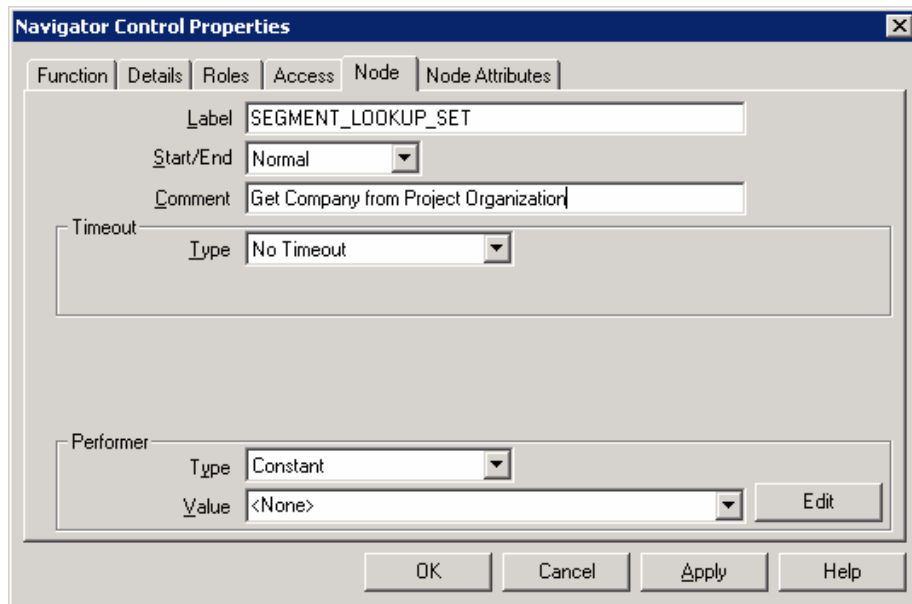 Navigator Control Properties
Function Details Roles Access Node Node Attributes
Label SEGMENT_LOOKUP_SET
Start/End Normal
Comment Get Company from Project Organization
Timeout
Type No Timeout
Performer
Type Constant
Value <None> Edit
OK Cancel Apply Help